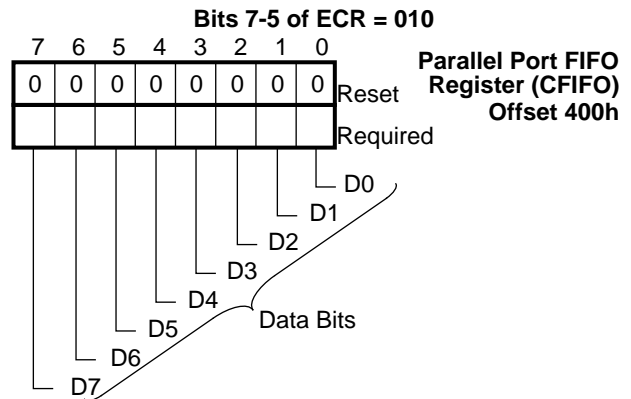 Bits 7-5 of ECR = 010
7 6 5 4 3 2 1 0
Parallel Port FIFO
Register (CFIFO)
Offset 400h
0 0 0 0 0 0 0 0 Reset
Required
D0
D1
D2
D3
D4
D5
D6
D7
Data Bits